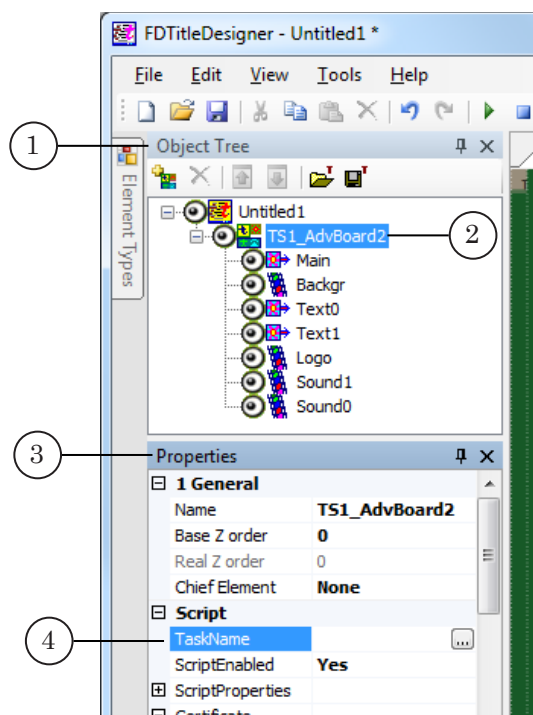 FDTitleDesigner - Untitled1 *
File Edit View Tools Help
1
Object Tree
Element Types
Untitled1
TS1_AdvBoard2
2
Main
Backgr
Text0
Text1
Logo
Sound1
Sound0
3
Properties
1 General
Name TS1_AdvBoard2
Base Z order 0
Real Z order 0
Chief Element None
Script
4
TaskName ...
ScriptEnabled Yes
ScriptProperties
Certificate